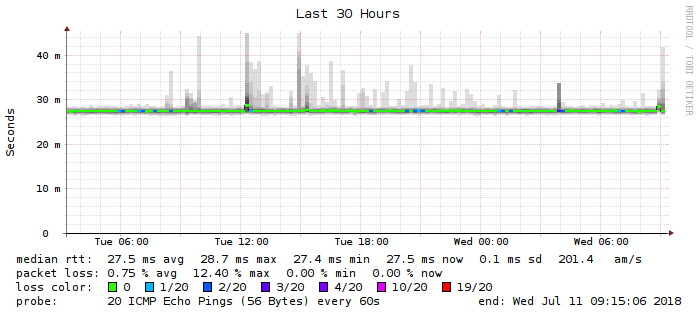 Last 30 Hours
RRDTOOL / TOBI OETIKER
Seconds
40 m
30 m
20 m
10 m
0
Tue 06:00 Tue 12:00 Tue 18:00 Wed 00:00 Wed 06:00
median rtt: 27.5 ms avg 28.7 ms max 27.4 ms min 27.5 ms now 0.1 ms sd 201.4 am/s
packet loss: 0.75 % avg 12.40 % max 0.00 % min 0.00 % now
loss color: 0 1/20 2/20 3/20 4/20 10/20 19/20
probe: 20 ICMP Echo Pings (56 Bytes) every 60s end: Wed Jul 11 09:15:06 2018